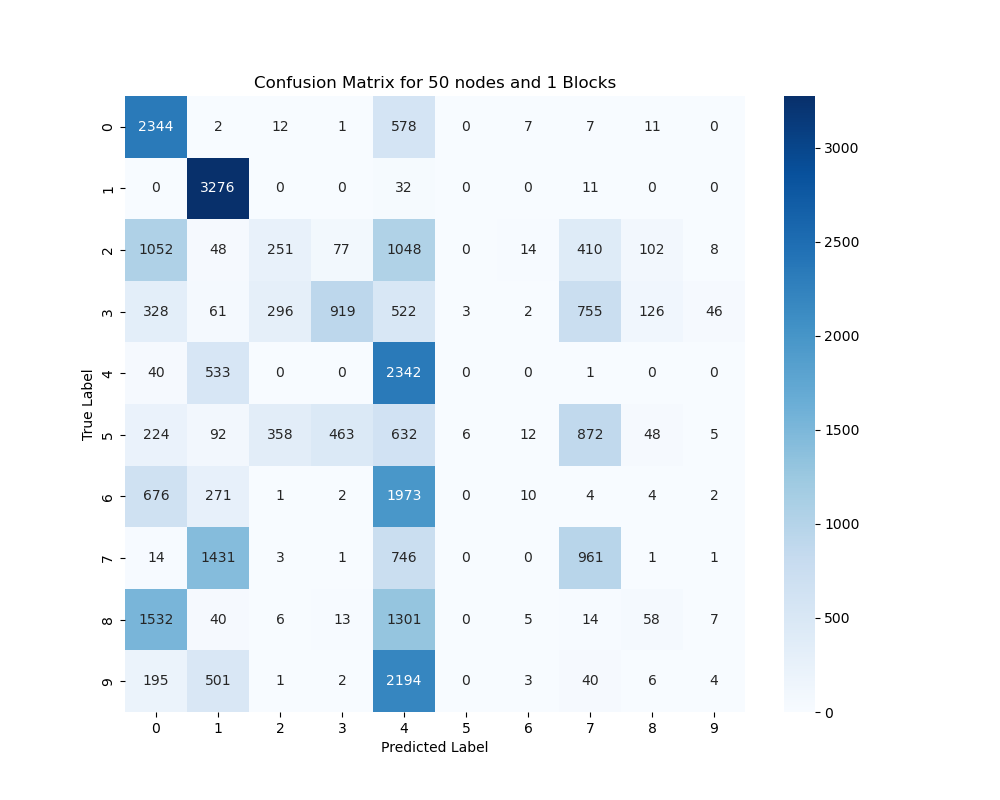 Confusion Matrix for 50 nodes and 1 Blocks
0 2344 2 12 1 578 0 7 7 11 0
1 0 3276 0 0 32 0 0 11 0 0
2 1052 48 251 77 1048 0 14 410 102 8
3 328 61 296 919 522 3 2 755 126 46
4 40 533 0 0 2342 0 0 1 0 0
5 224 92 358 463 632 6 12 872 48 5
6 676 271 1 2 1973 0 10 4 4 2
7 14 1431 3 1 746 0 0 961 1 1
8 1532 40 6 13 1301 0 5 14 58 7
9 195 501 1 2 2194 0 3 40 6 4
0 1 2 3 4 5 6 7 8 9
Predicted Label
True Label
3000
2500
2000
1500
1000
500
0